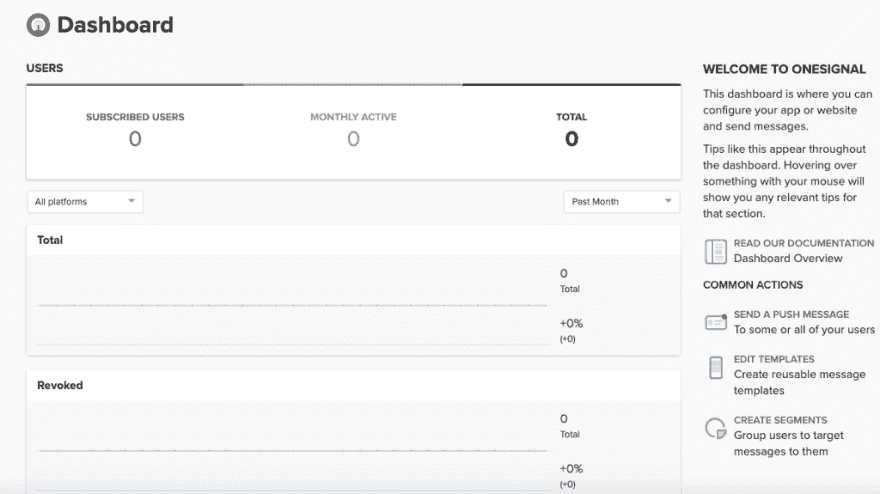 Dashboard
USERS
SUBSCRIBED USERS
0
MONTHLY ACTIVE
0
TOTAL
0
All platforms
Past Month
Total
0
Total
+0%
(+0)
Revoked
0
Total
+0%
(+0)
WELCOME TO ONESIGNAL
This dashboard is where you can
configure your app or website
and send messages.
Tips like this appear throughout
the dashboard. Hovering over
something with your mouse will
show you any relevant tips for
that section.
READ OUR DOCUMENTATION
Dashboard Overview
COMMON ACTIONS
SEND A PUSH MESSAGE
To some or all of your users
EDIT TEMPLATES
Create reusable message
templates
CREATE SEGMENTS
Group users to target
messages to them